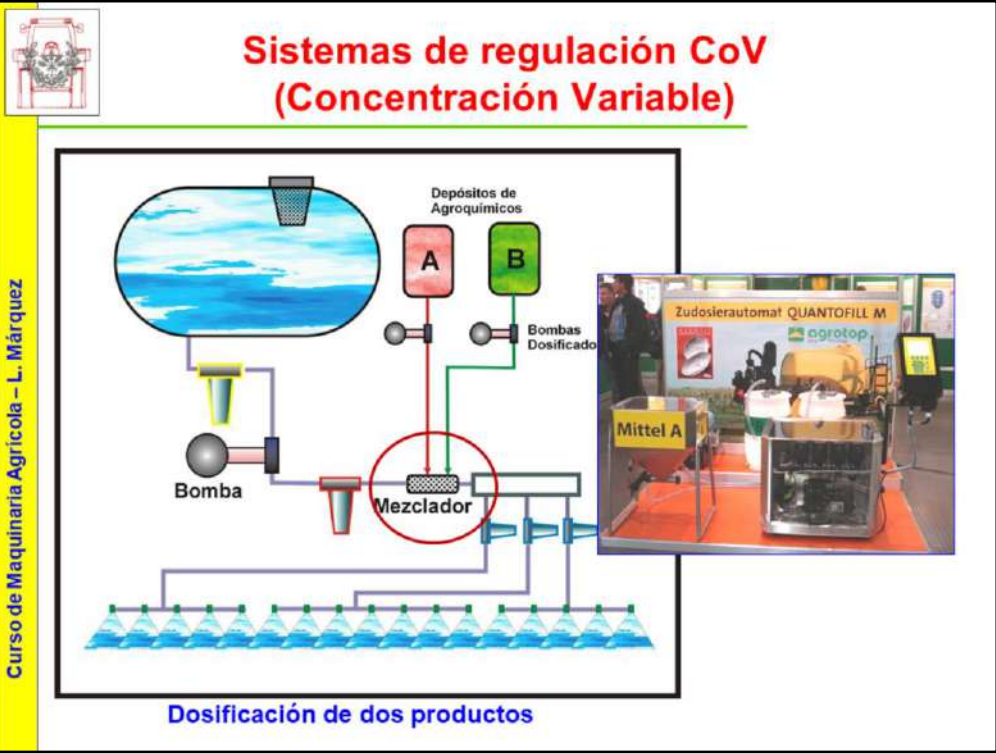 Sistemas de regulación CoV
(Concentración Variable)
Curso de Maquinaria Agrícola – L. Márquez
Depósitos de
Agroquímicos
A
B
Bombas
Dosificado
Bomba
Mezclador
Zudosierautomat QUANTOFILL M
agrotop
Mittel A
Dosificación de dos productos